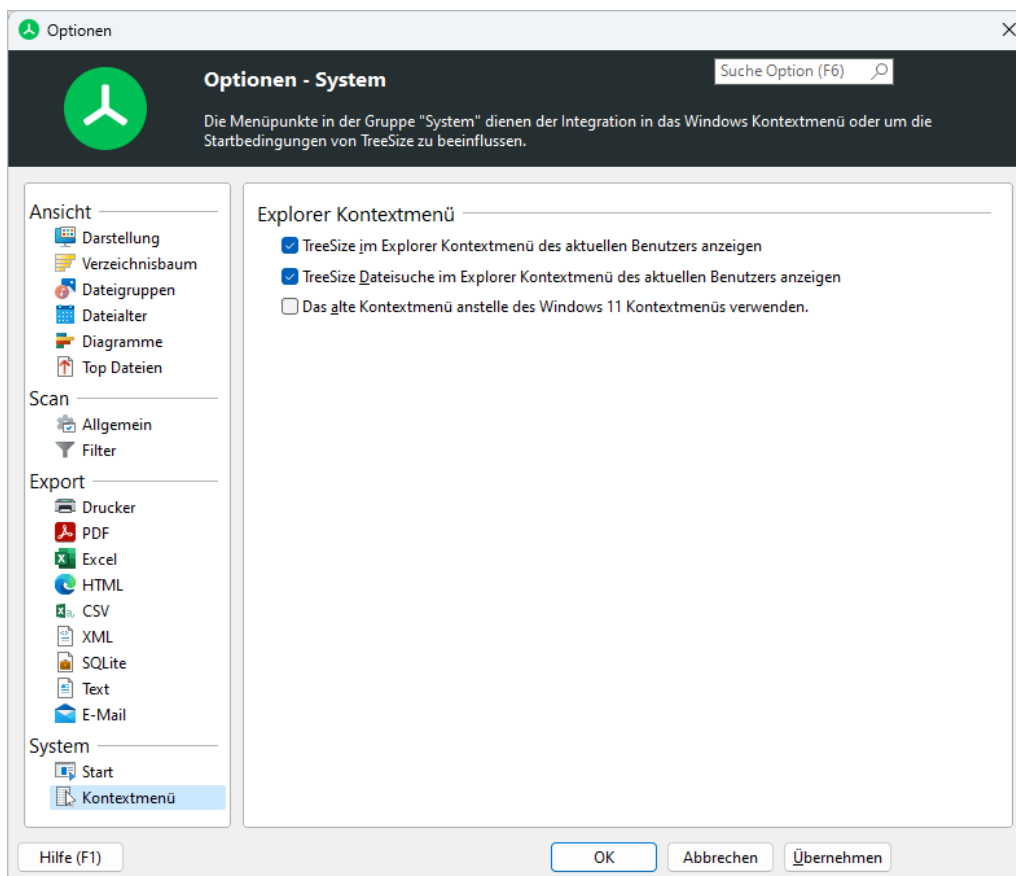 Optionen
Optionen - System
Suche Option (F6)
Die Menüpunkte in der Gruppe "System" dienen der Integration in das Windows Kontextmenü oder um die
Startbedingungen von TreeSize zu beeinflussen.
Ansicht
Darstellung
Verzeichnisbaum
Dateigruppen
Dateialter
Diagramme
Top Dateien
Scan
Allgemein
Filter
Export
Drucker
PDF
Excel
HTML
CSV
XML
SQLite
Text
E-Mail
System
Start
Kontextmenü
Explorer Kontextmenü
TreeSize im Explorer Kontextmenü des aktuellen Benutzers anzeigen
TreeSize Dateisuche im Explorer Kontextmenü des aktuellen Benutzers anzeigen
Das alte Kontextmenü anstelle des Windows 11 Kontextmenüs verwenden.
Hilfe (F1)
OK
Abbrechen
Übernehmen